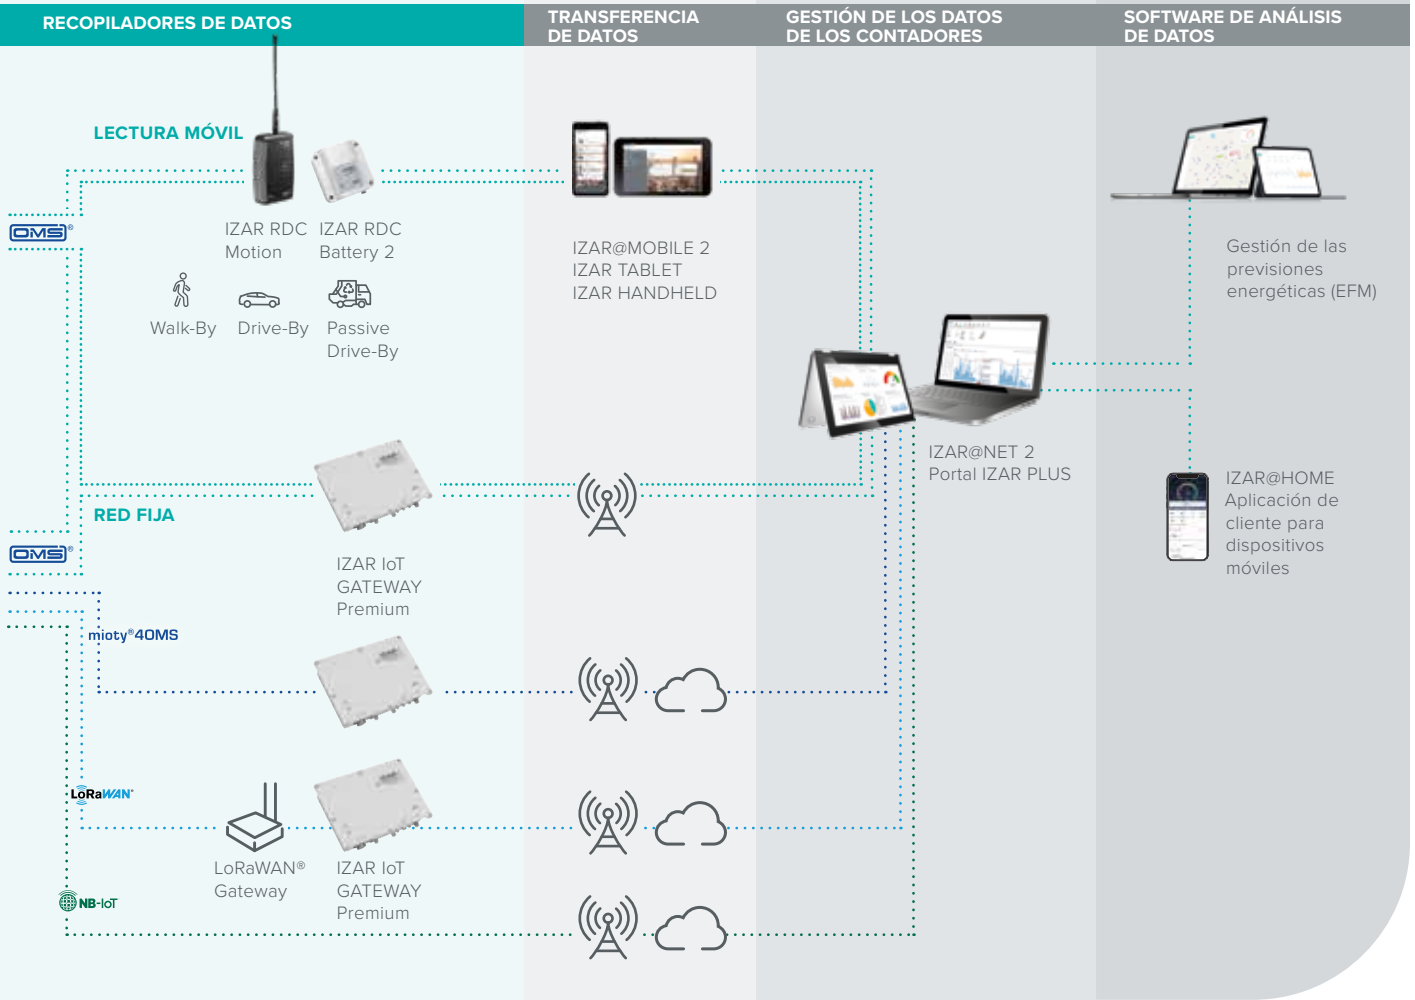 RECOPILADORES DE DATOS
TRANSFERENCIA
DE DATOS
GESTIÓN DE LOS DATOS
DE LOS CONTADORES
SOFTWARE DE ANÁLISIS
DE DATOS
LECTURA MÓVIL
OMS®
IZAR RDC
Motion
IZAR RDC
Battery 2
Walk-By
Drive-By
Passive
Drive-By
IZAR@MOBILE 2
IZAR TABLET
IZAR HANDHELD
Gestión de las
previsiones
energéticas (EFM)
IZAR@NET 2
Portal IZAR PLUS
IZAR@HOME
Aplicación de
cliente para
dispositivos
móviles
RED FIJA
OMS®
IZAR IoT
GATEWAY
Premium
mioty®4OMS
LoRaWAN®
LoRaWAN®
Gateway
IZAR IoT
GATEWAY
Premium
NB-IoT